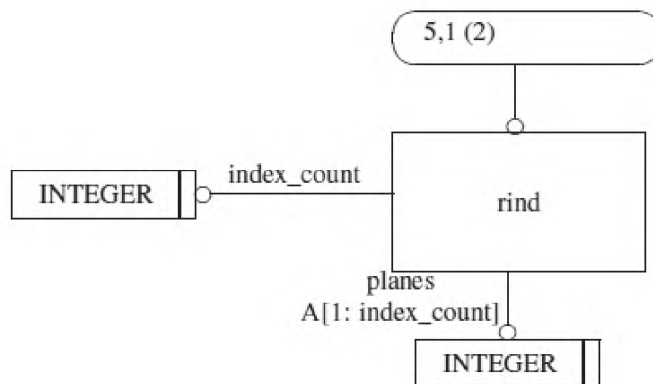 5,1 (2)
index_count
INTEGER
rind
planes
A[1: index_count]
INTEGER